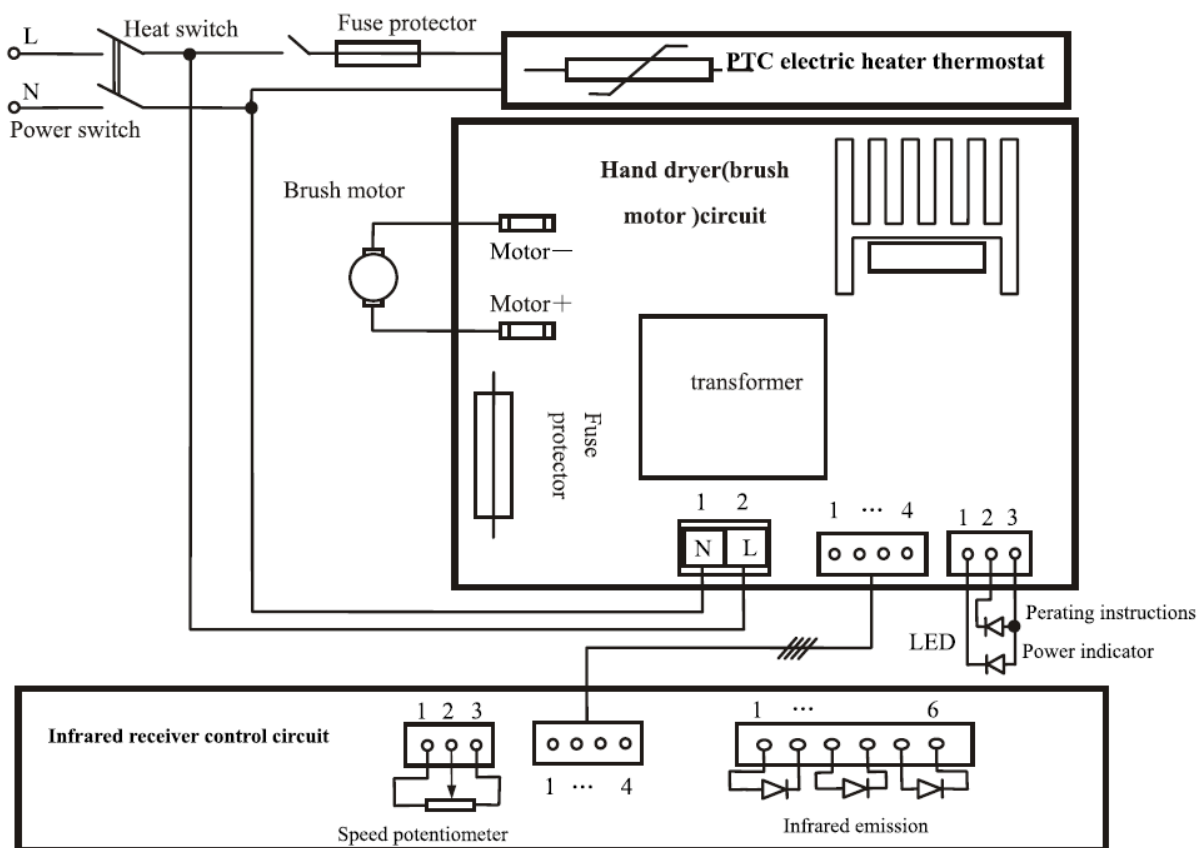 L
Heat switch
Fuse protector
PTC electric heater thermostat
N
Power switch
Hand dryer(brush
motor )circuit
Brush motor
Motor—
Motor+
transformer
Fuse
protector
1 2
N L
1 ··· 4
1 2 3
Perating instructions
LED
Power indicator
Infrared receiver control circuit
1 2 3
Speed potentiometer
1 ··· 4
1 ··· 6
Infrared emission